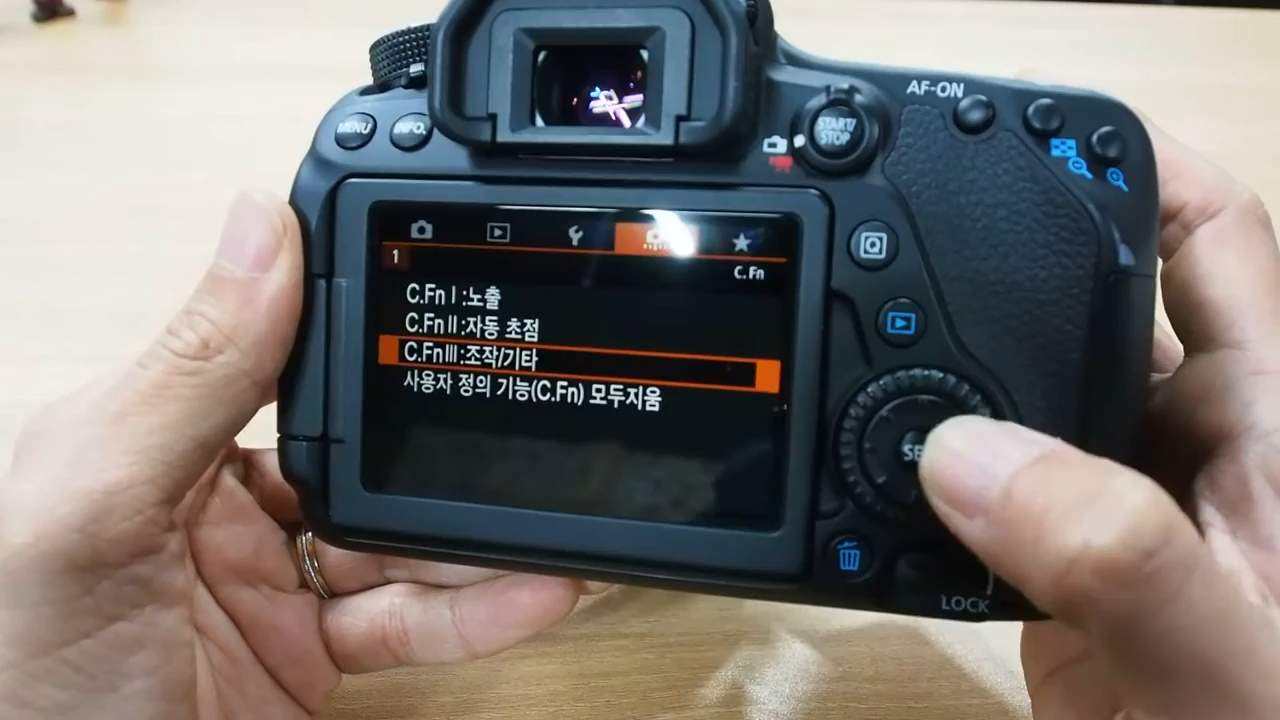 AF-ON
MENU
INFO.
START/
STOP
Q
1
C.Fn
C.Fn I :노출
C.Fn II :자동 초점
C.Fn III :조작/기타
사용자 정의 기능(C.Fn) 모두지움
LOCK